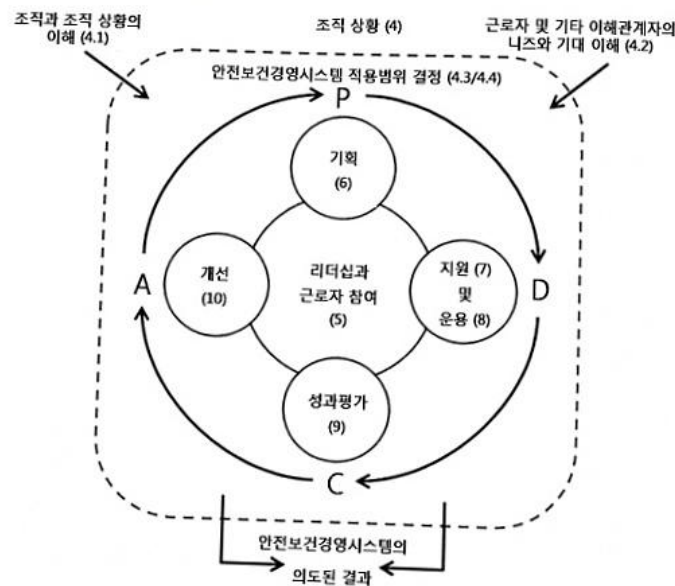 조직과 조직 상황의
이해 (4.1)
조직 상황 (4)
근로자 및 기타 이해관계자의
니즈와 기대 이해 (4.2)
안전보건경영시스템 적용범위 결정 (4.3/4.4)
P
기획
(6)
A
개선
(10)
리더십과
근로자 참여
(5)
지원 (7)
및
운용 (8)
D
성과평가
(9)
C
안전보건경영시스템의
의도된 결과